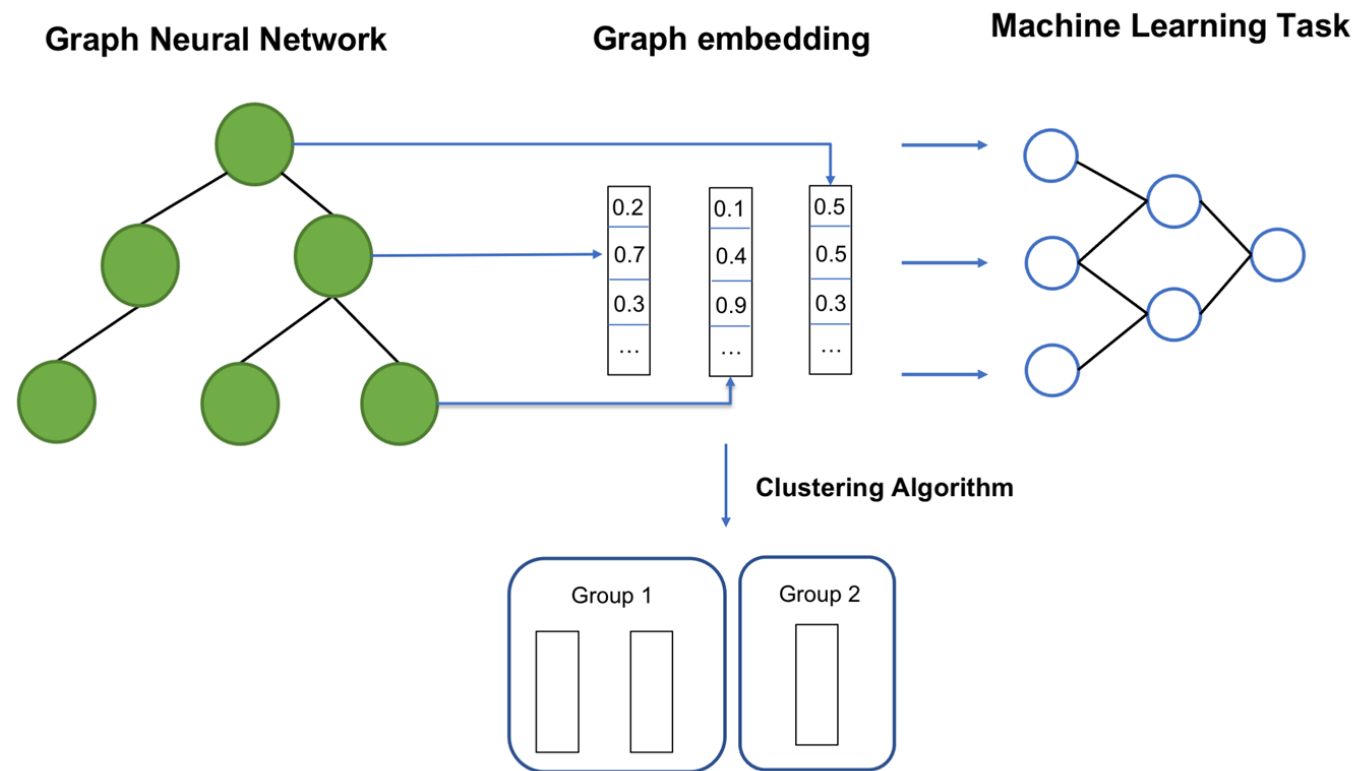 Graph Neural Network
Graph embedding
Machine Learning Task
0.2
0.7
0.3
...
0.1
0.4
0.9
...
0.5
0.5
0.3
...
Clustering Algorithm
Group 1
Group 2